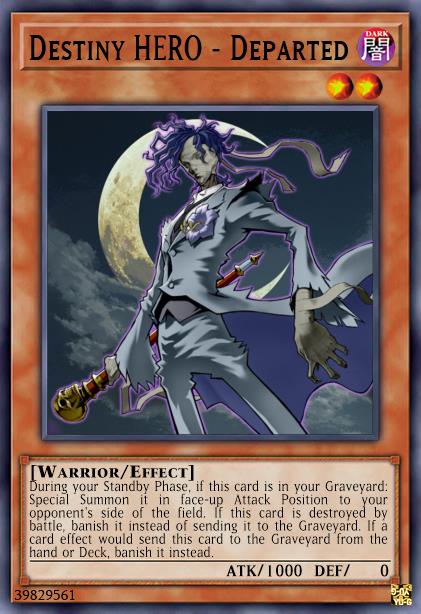 Destiny HERO - Departed
DARK
闇
[Warrior/Effect]
During your Standby Phase, if this card is in your Graveyard:
Special Summon it in face-up Attack Position to your
opponent's side of the field. If this card is destroyed by
battle, banish it instead of sending it to the Graveyard. If a
card effect would send this card to the Graveyard from the
hand or Deck, banish it instead.
ATK/1000 DEF/ 0
39829561